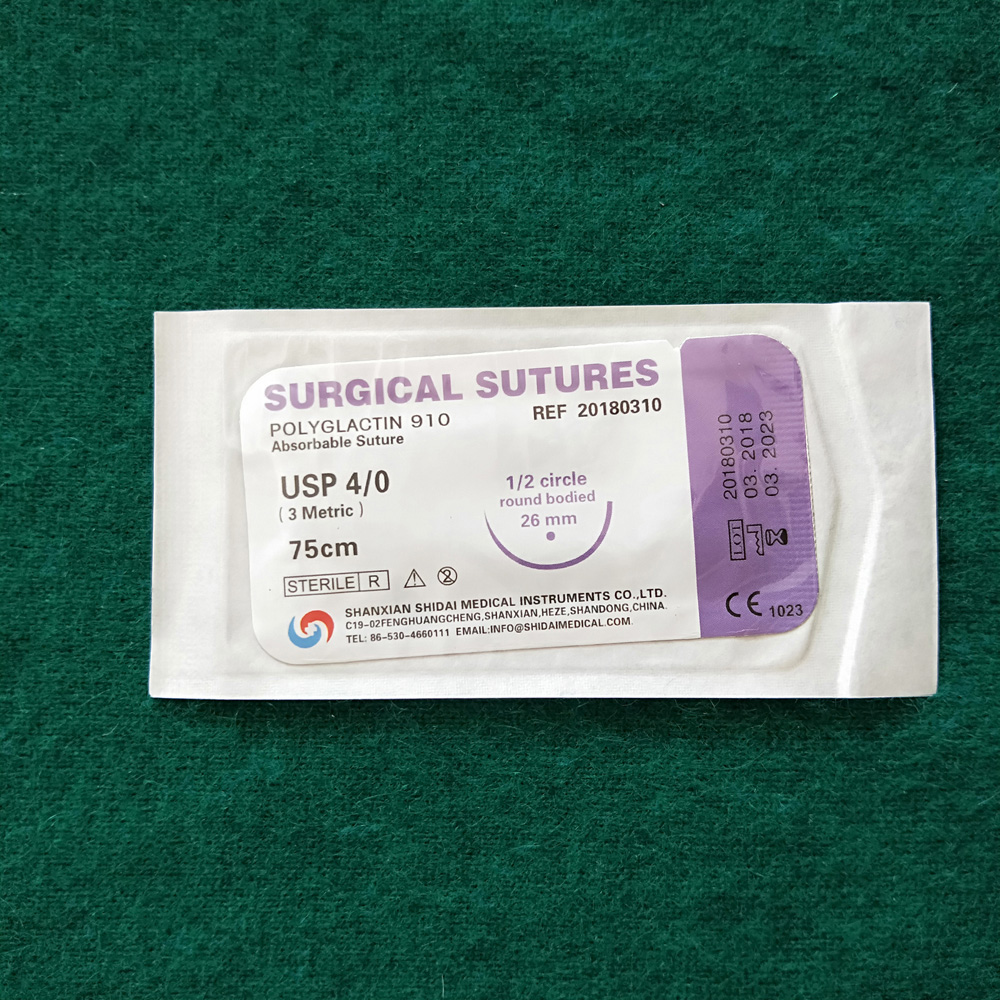 SURGICAL SUTURES
POLYGLACTIN 910
REF 20180310
Absorbable Suture
USP 4/0
( 3 Metric )
75cm
1/2 circle
round bodied
26 mm
STERILE R
2
SHANXIAN SHIDAI MEDICAL INSTRUMENTS CO.,LTD.
C19-02FENGHUANGCHENG,SHANXIAN,HEZE,SHANDONG,CHINA.
TEL: 86-530-4660111 EMAIL:INFO@SHIDAIMEDICAL.COM
LOT 20180310
03. 2018
03. 2023
CE 1023